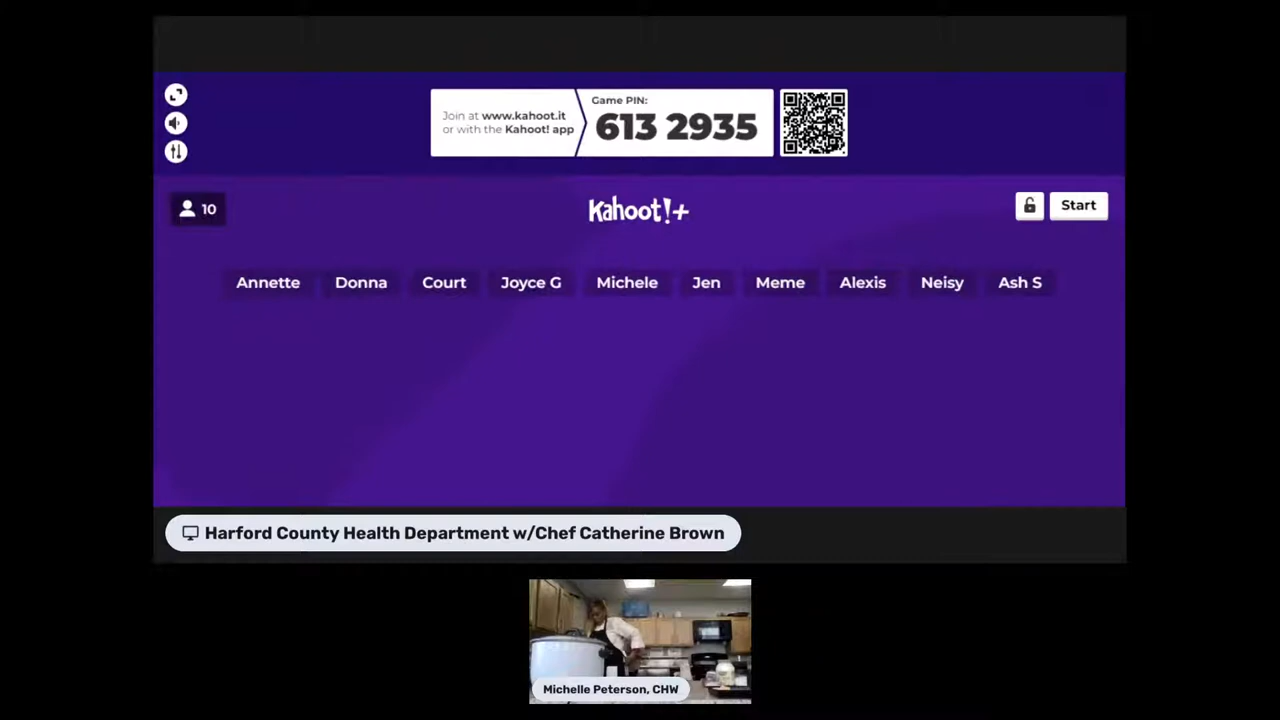 Join at www.kahoot.it
or with the Kahoot! app
Game PIN:
613 2935
10
Kahoot!+
Start
Annette Donna Court Joyce G Michele Jen Meme Alexis Neisy Ash S
Harford County Health Department w/Chef Catherine Brown
Michelle Peterson, CHW